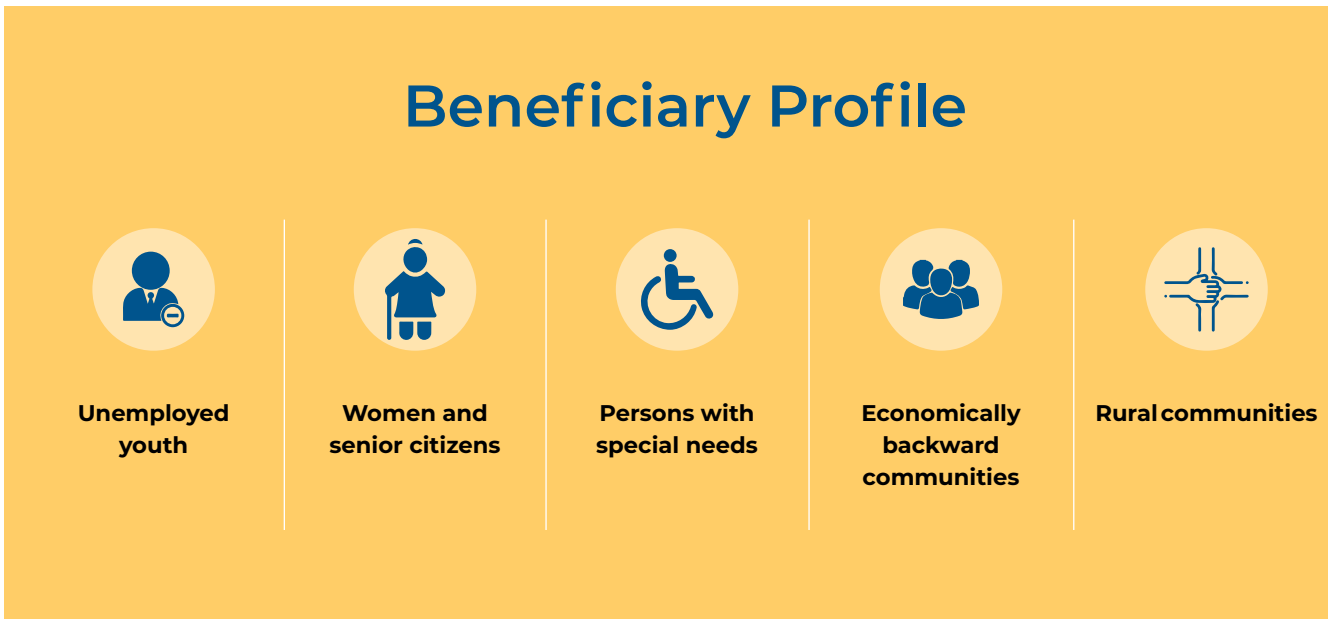 Beneficiary Profile
Unemployed
youth
Women and
senior citizens
Persons with
special needs
Economically
backward
communities
Rural communities